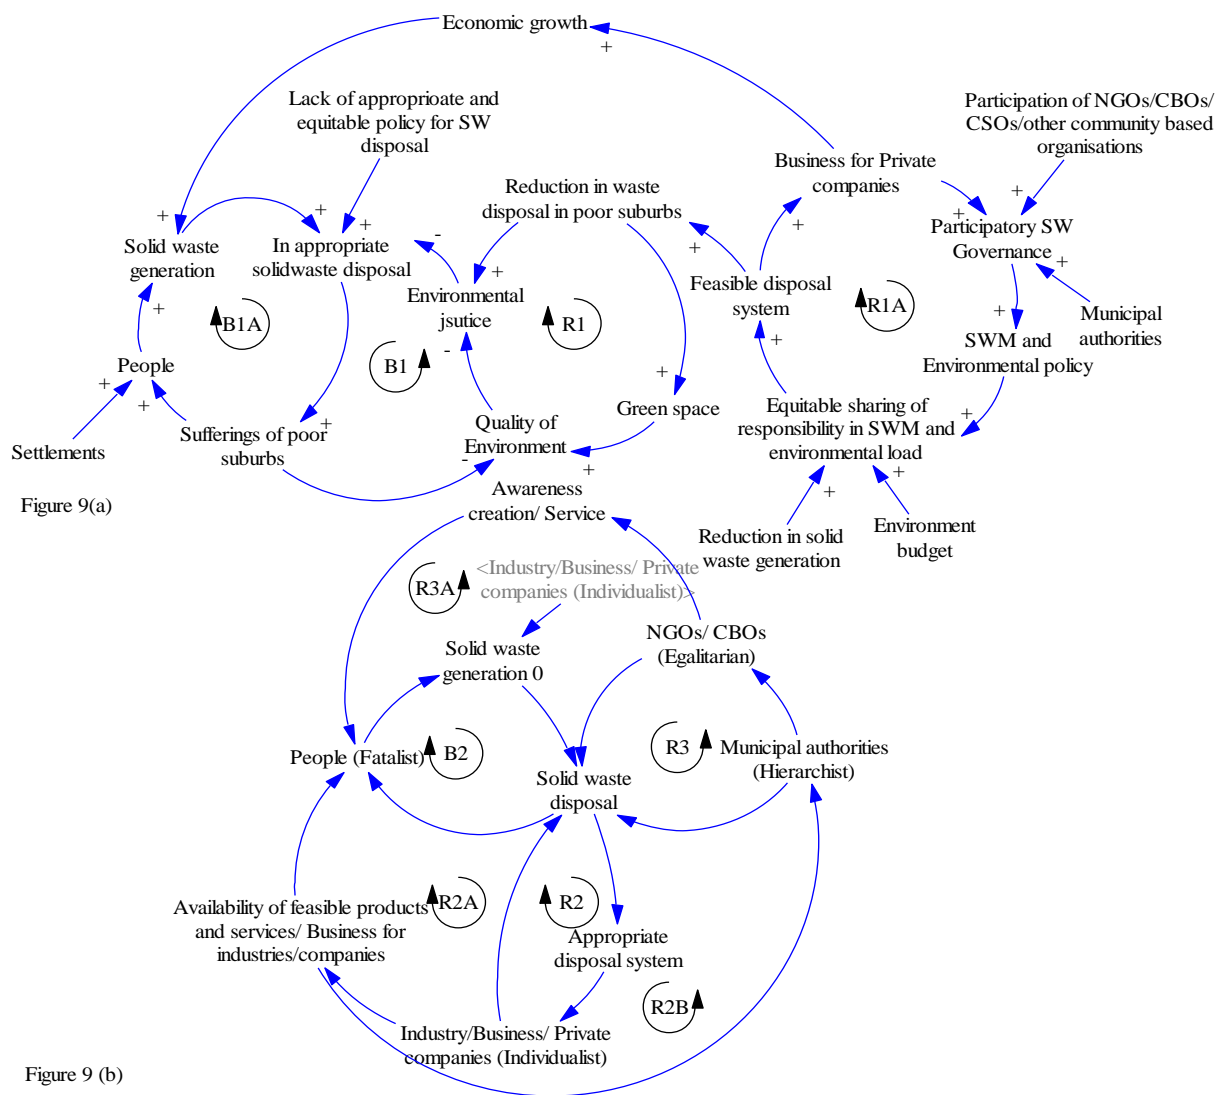 Economic growth
+
Lack of approprioate and
equitable policy for SW
disposal
Participation of NGOs/CBOs/
CSOs/other community based
organisations
Business for Private
companies
Reduction in waste
disposal in poor suburbs
+
+
+
+
+
+
+
-
+
+
Solid waste
generation
In appropriate
solidwaste disposal
Participatory SW
Governance
+
+
Feasible disposal
system
Environmental
jsutice
B1A
R1
R1A
Municipal
authorities
+
+
+
SWM and
Environmental policy
-
B1
People
+
+
+
Green space
Equitable sharing of
responsibility in SWM and
environmental load
+
Settlements
Sufferings of poor
suburbs
+
Quality of
Environment
-
+
+
+
Figure 9(a)
Reduction in solid
waste generation
Environment
budget
Awareness
creation/ Service
R3A
<Industry/Business/ Private
companies (Individualist)>
NGOs/ CBOs
(Egalitarian)
Solid waste
generation 0
People (Fatalist)
B2
R3
Municipal authorities
(Hierarchist)
Solid waste
disposal
Availability of feasible products
and services/ Business for
industries/companies
R2A
R2
Appropriate
disposal system
R2B
Industry/Business/ Private
companies (Individualist)
Figure 9 (b)